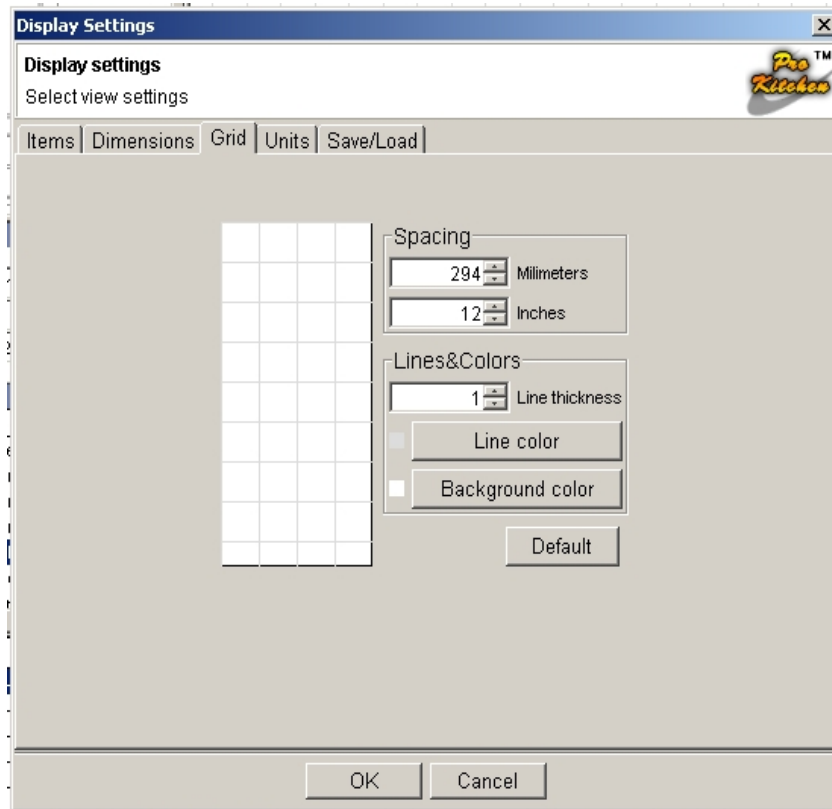 Display Settings
Display settings
Select view settings
Pro Kitchen TM
Items Dimensions Grid Units Save/Load
Spacing
294 Milimeters
12 Inches
Lines&Colors
1 Line thickness
Line color
Background color
Default
OK Cancel